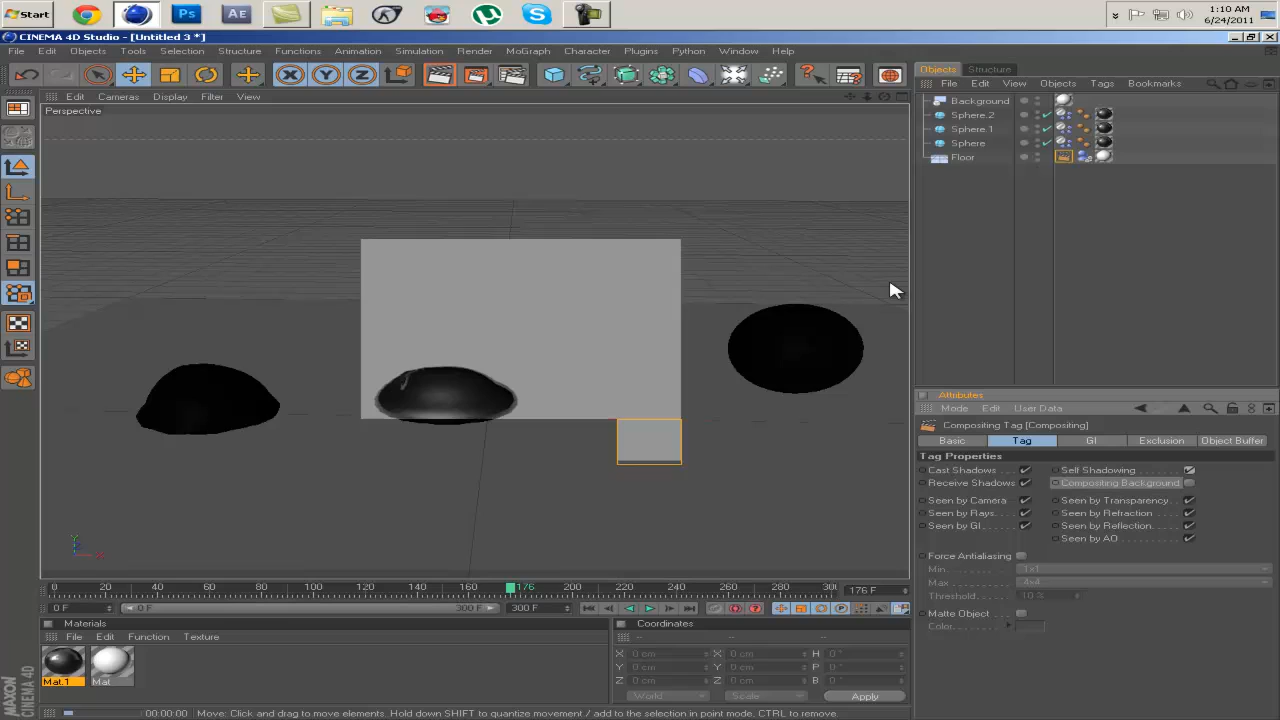 Start
Ps
AE
1:10 AM
6/24/2011
CINEMA 4D Studio - [Untitled 3 *]
File Edit Objects Tools Selection Structure Functions Animation Simulation Render MoGraph Character Plugins Python Window Help
X Y Z
Objects Structure
File Edit View Objects Tags Bookmarks
Edit Cameras Display Filter View
Perspective
Background
Sphere.2
Sphere.1
Sphere
Floor
Attributes
Mode Edit User Data
Compositing Tag [Compositing]
Basic Tag GI Exclusion Object Buffer
Tag Properties
Cast Shadows Self Shadowing
Receive Shadows Compositing Background
Seen by Camera Seen by Transparency
Seen by Rays Seen by Refraction
Seen by GI Seen by Reflection
Seen by AO
Force Antialiasing
Min 1x1
Max 4x4
Threshold 10 %
Matte Object
Color
0 20 40 60 80 100 120 140 160 176 200 220 240 260 280 300 176 F
0 F 0 F 300 F 300 F
Materials
File Edit Function Texture
Mat.1 Mat
Coordinates
-- -- --
X 0 cm X 0 cm H 0 °
Y 0 cm Y 0 cm P 0 °
Z 0 cm Z 0 cm B 0 °
World Scale Apply
MAXON CINEMA 4D
00:00:00 Move: Click and drag to move elements. Hold down SHIFT to quantize movement / add to the selection in point mode, CTRL to remove.